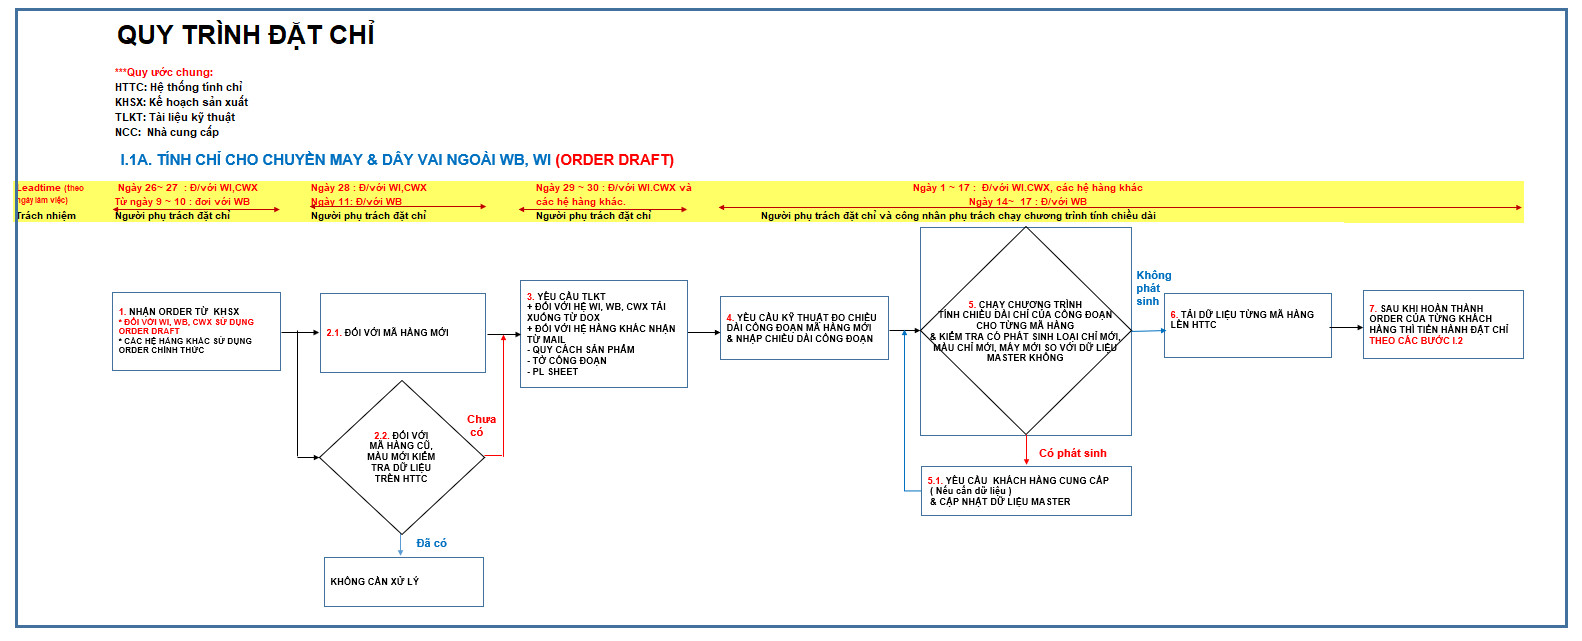 QUY TRÌNH ĐẶT CHỈ
***Quy ước chung:
HTTC: Hệ thống tính chỉ
KHSX: Kế hoạch sản xuất
TLKT: Tài liệu kỹ thuật
NCC: Nhà cung cấp
I.1A. TÍNH CHỈ CHO CHUYỀN MAY & DÂY VAI NGOÀI WB, WI (ORDER DRAFT)
Leadtime (theo
ngày làm việc)
Ngày 26~ 27 : Đ/với WI,CWX
Từ ngày 9 ~ 10 : đơi với WB
Ngày 28 : Đ/với WI,CWX
Ngày 11: Đ/với WB
Ngày 29 ~ 30 : Đ/với WI.CWX và
các hệ hàng khác.
Ngày 1 ~ 17 : Đ/với WI.CWX, các hệ hàng khác
Ngày 14~ 17 : Đ/với WB
Trách nhiệm
Người phụ trách đặt chỉ
Người phụ trách đặt chỉ
Người phụ trách đặt chỉ
Người phụ trách đặt chỉ và công nhân phụ trách chạy chương trình tính chiều dài
1. NHẬN ORDER TỪ KHSX
* ĐỐI VỚI WI, WB, CWX SỬ DỤNG
ORDER DRAFT
* CÁC HỆ HÀNG KHÁC SỬ DỤNG
ORDER CHÍNH THỨC
2.1. ĐỐI VỚI MÃ HÀNG MỚI
2.2. ĐỐI VỚI
MÃ HÀNG CŨ,
MÀU MỚI KIỂM
TRA DỮ LIỆU
TRÊN HTTC
Chưa
có
Đã có
KHÔNG CẦN XỬ LÝ
3. YÊU CẦU TLKT
+ ĐỐI VỚI HỆ WI, WB, CWX TẢI
XUỐNG TỪ DOX
+ ĐỐI VỚI HỆ HÀNG KHÁC NHẬN
TỪ MAIL
- QUY CÁCH SẢN PHẨM
- TỜ CÔNG ĐOẠN
- PL SHEET
4. YÊU CẦU KỸ THUẬT ĐO CHIỀU
DÀI CÔNG ĐOẠN MÃ HÀNG MỚI
& NHẬP CHIỀU DÀI CÔNG ĐOẠN
5. CHẠY CHƯƠNG TRÌNH
TÍNH CHIỀU DÀI CHỈ CỦA CÔNG ĐOẠN
CHO TỪNG MÃ HÀNG
& KIỂM TRA CÓ PHÁT SINH LOẠI CHỈ MỚI,
MÀU CHỈ MỚI, MÁY MỚI SO VỚI DỮ LIỆU
MASTER KHÔNG
Không
phát
sinh
Có phát sinh
5.1. YÊU CẦU KHÁCH HÀNG CUNG CẤP
( Nếu cần dữ liệu )
& CẬP NHẬT DỮ LIỆU MASTER
6. TẢI DỮ LIỆU TỪNG MÃ HÀNG
LÊN HTTC
7. SAU KHI HOÀN THÀNH
ORDER CỦA TỪNG KHÁCH
HÀNG THÌ TIẾN HÀNH ĐẶT CHỈ
THEO CÁC BƯỚC I.2